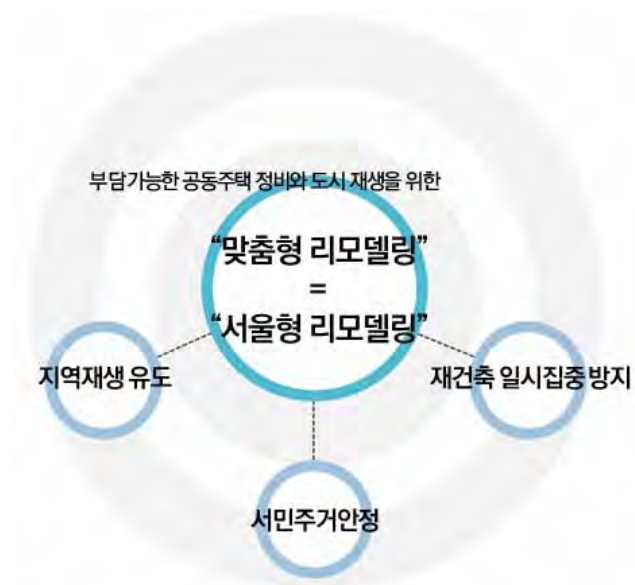 부담가능한 공동주택 정비와 도시 재생을 위한
“맞춤형 리모델링”
=
“서울형 리모델링”
지역재생 유도
재건축 일시집중 방지
서민주거안정